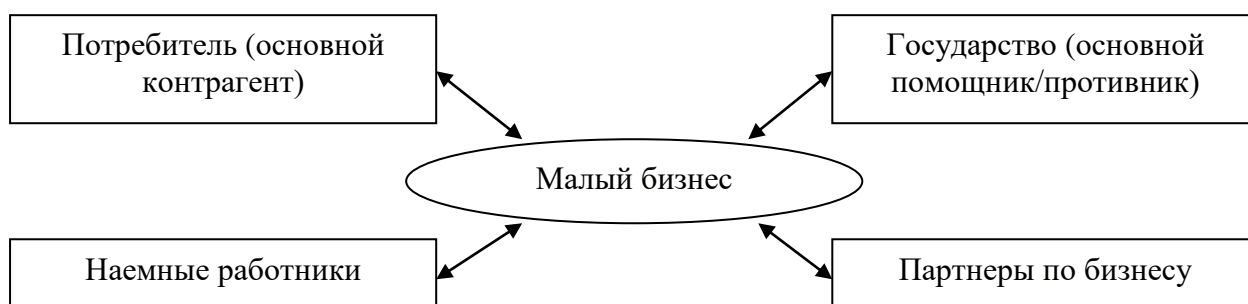 Потребитель (основной
контрагент)
Государство (основной
помощник/противник)
Малый бизнес
Наемные работники
Партнеры по бизнесу